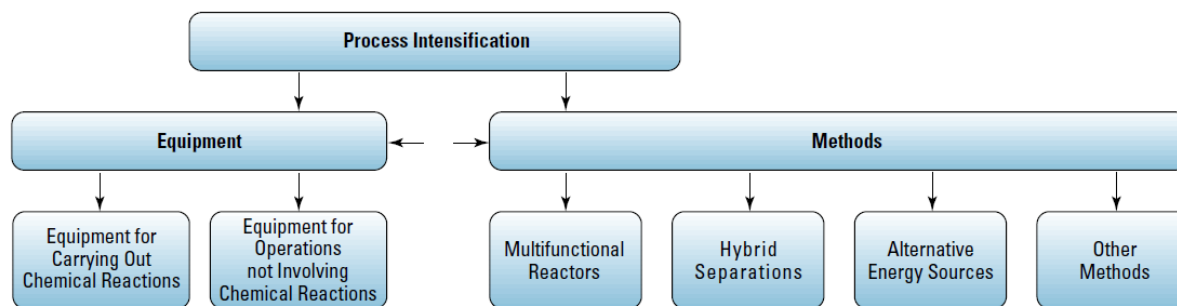 Process Intensification
Equipment
Methods
Equipment for
Carrying Out
Chemical Reactions
Equipment for
Operations
not Involving
Chemical Reactions
Multifunctional
Reactors
Hybrid
Separations
Alternative
Energy Sources
Other
Methods